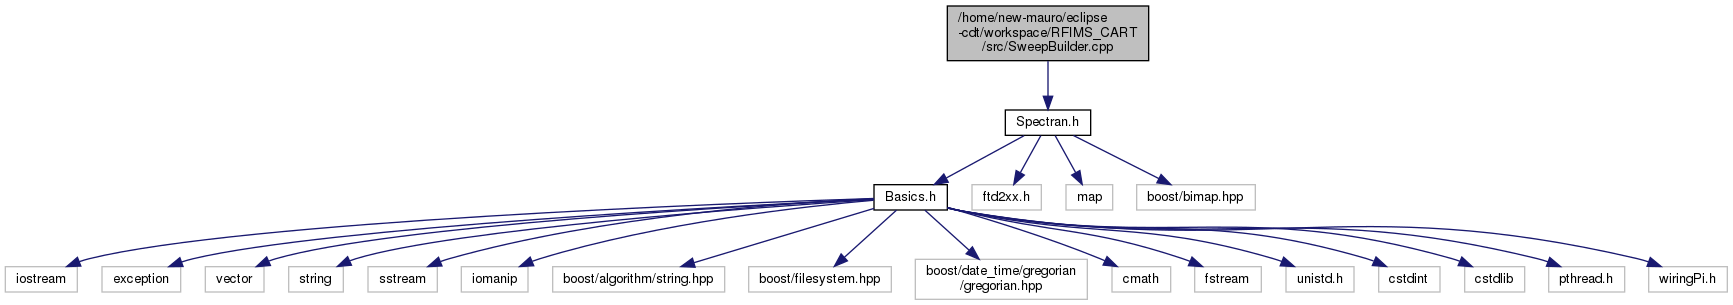 /home/new-mauro/eclipse
-cdt/workspace/RFIMS_CART
/src/SweepBuilder.cpp
Spectran.h
Basics.h
ftd2xx.h
map
boost/bimap.hpp
iostream
exception
vector
string
sstream
iomanip
boost/algorithm/string.hpp
boost/filesystem.hpp
boost/date_time/gregorian
/gregorian.hpp
cmath
fstream
unistd.h
cstdint
cstdlib
pthread.h
wiringPi.h